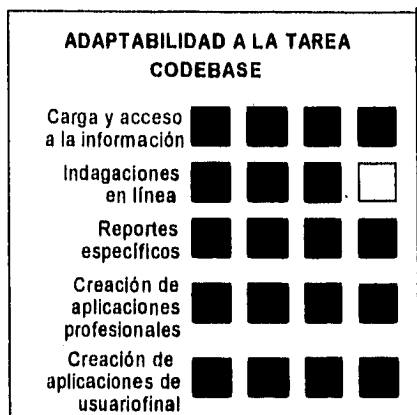 ADAPTABILIDAD A LA TAREA
CODEBASE
Carga y acceso
a la información
Indagaciones
en línea
Reportes
específicos
Creación de
aplicaciones
profesionales
Creación de
aplicaciones de
usuariofinal